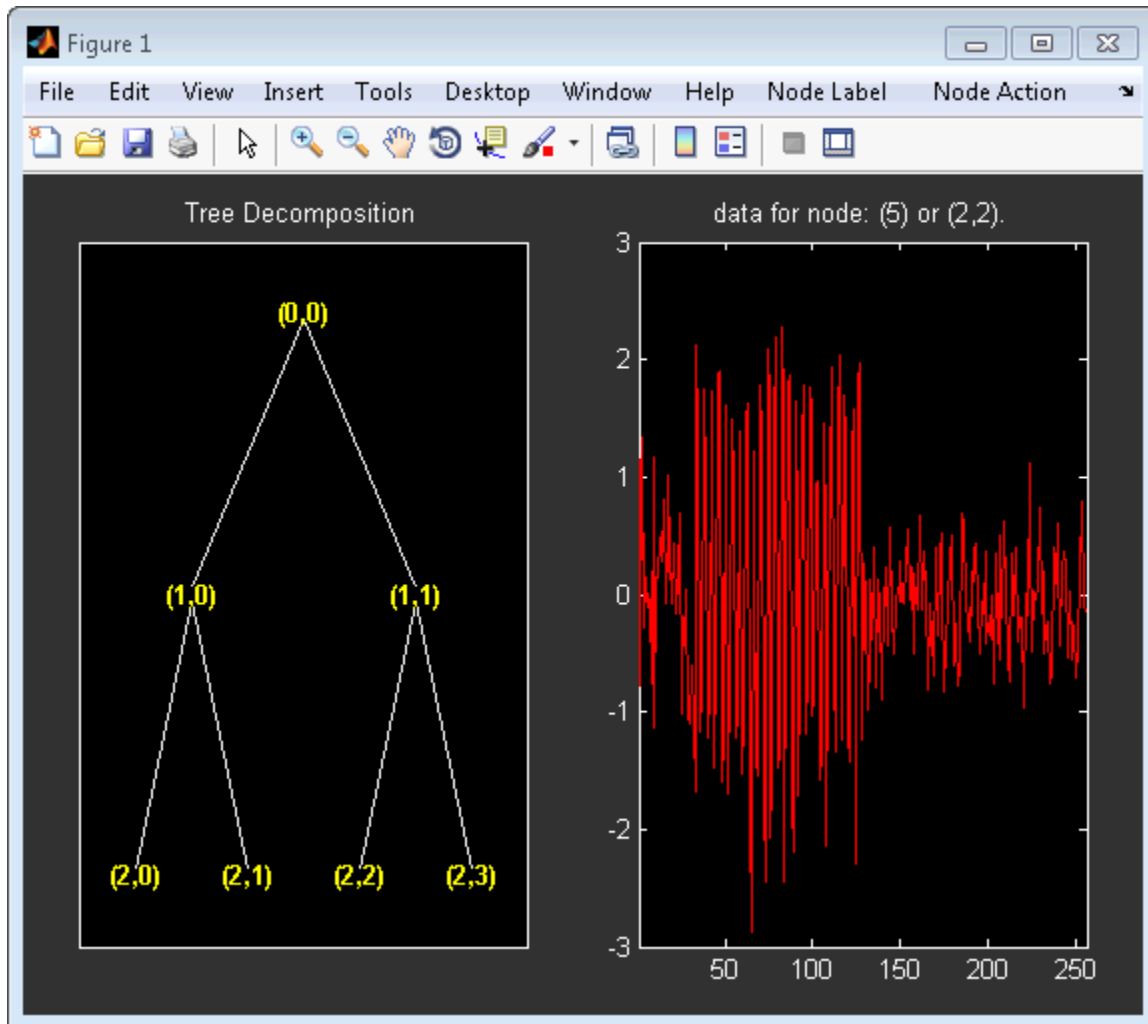 Figure 1
File Edit View Insert Tools Desktop Window Help Node Label Node Action
Tree Decomposition
(0,0)
(1,0) (1,1)
(2,0) (2,1) (2,2) (2,3)
data for node: (5) or (2,2).
3
2
1
0
-1
-2
-3
50 100 150 200 250